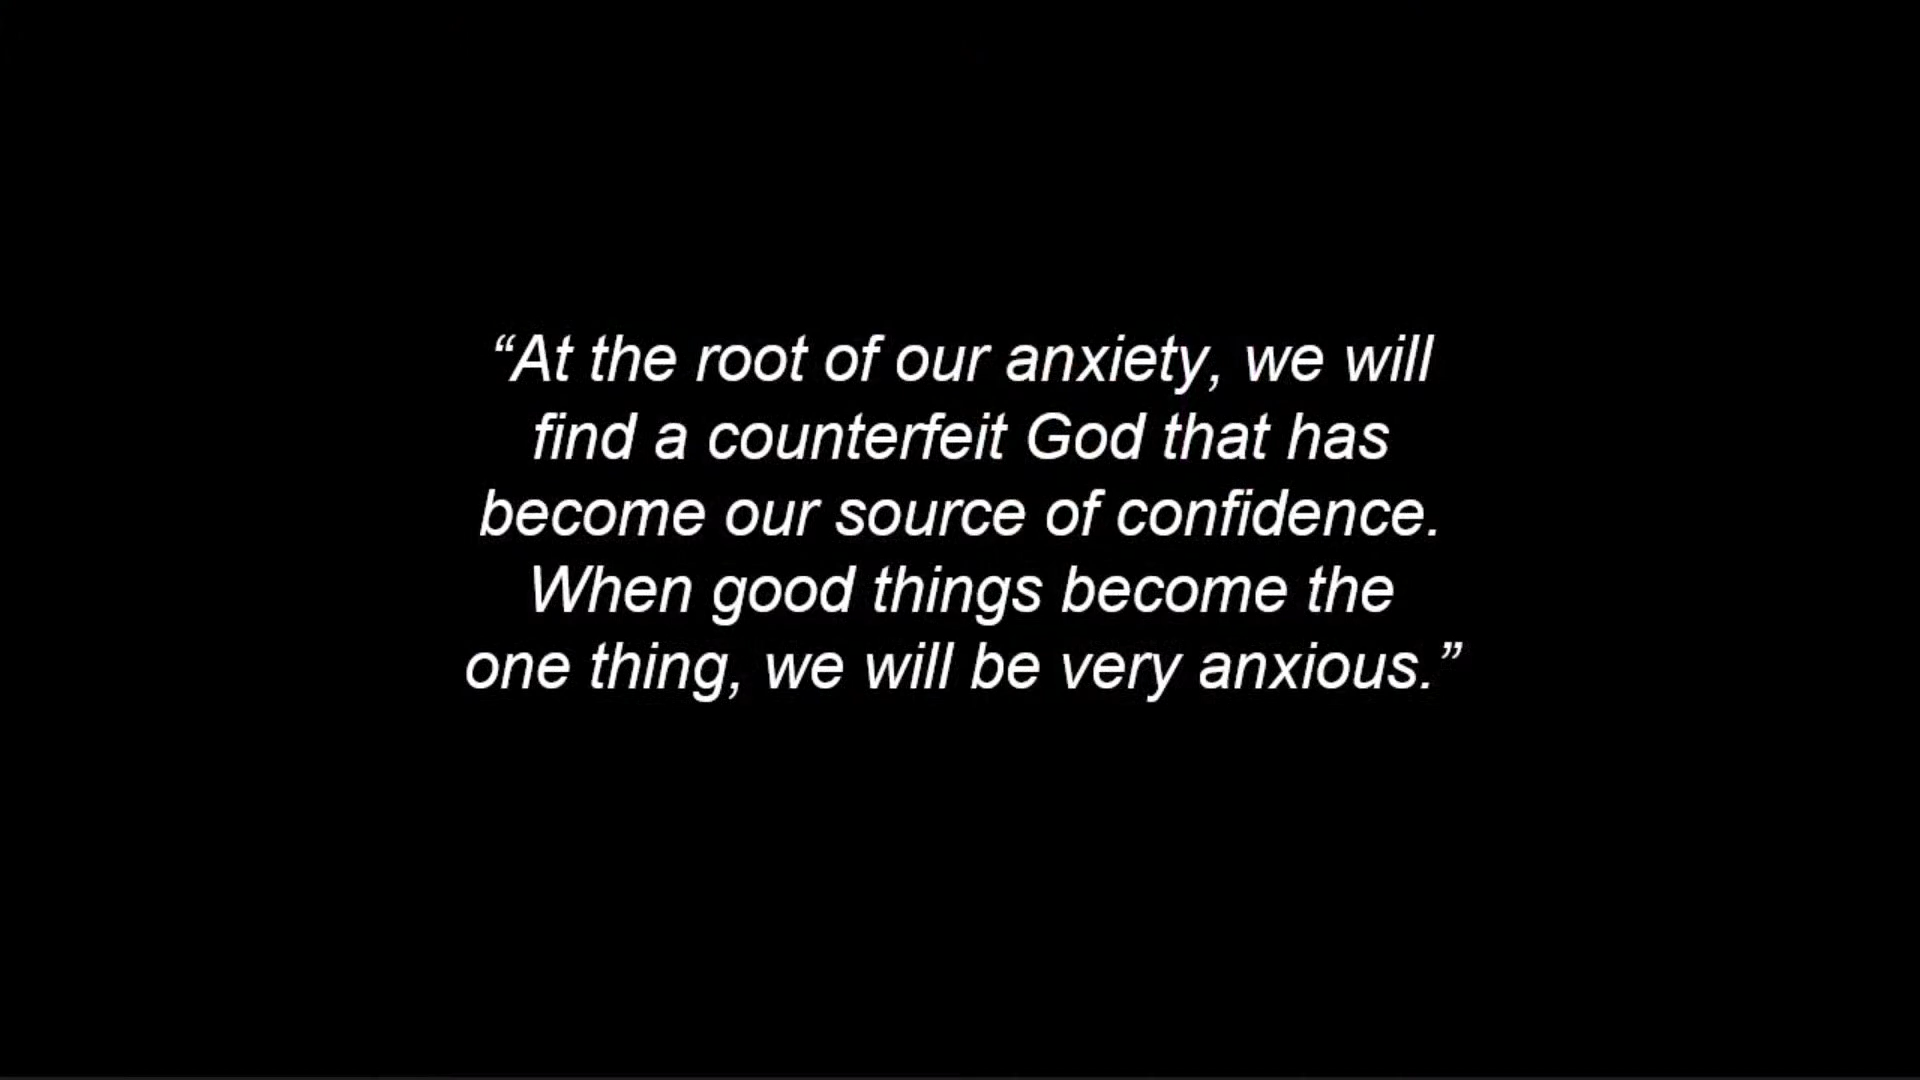 “At the root of our anxiety, we will
find a counterfeit God that has
become our source of confidence.
When good things become the
one thing, we will be very anxious.”